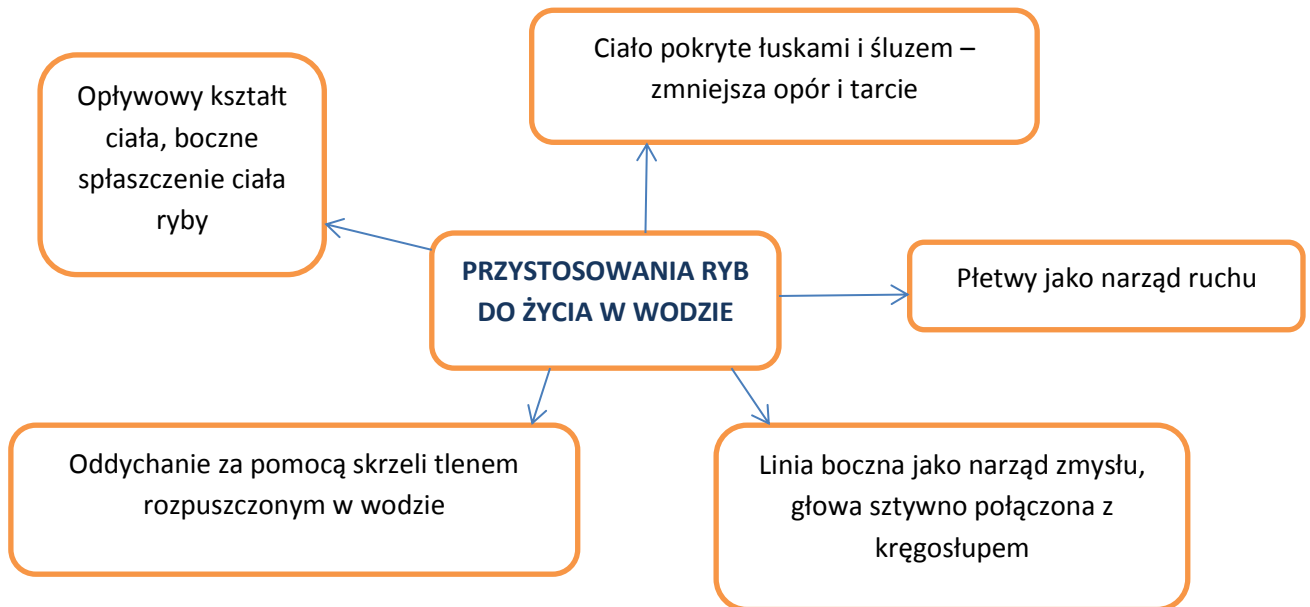 Ciało pokryte łuskami i śluzem –
zmniejsza opór i tarcie
Opływowy kształt
ciała, boczne
spłaszczenie ciała
ryby
PRZYSTOSOWANIA RYB
DO ŻYCIA W WODZIE
Płetwy jako narząd ruchu
Oddychanie za pomocą skrzeli tlenem
rozpuszczonym w wodzie
Linia boczna jako narząd zmysłu,
głowa sztywno połączona z
kręgosłupem